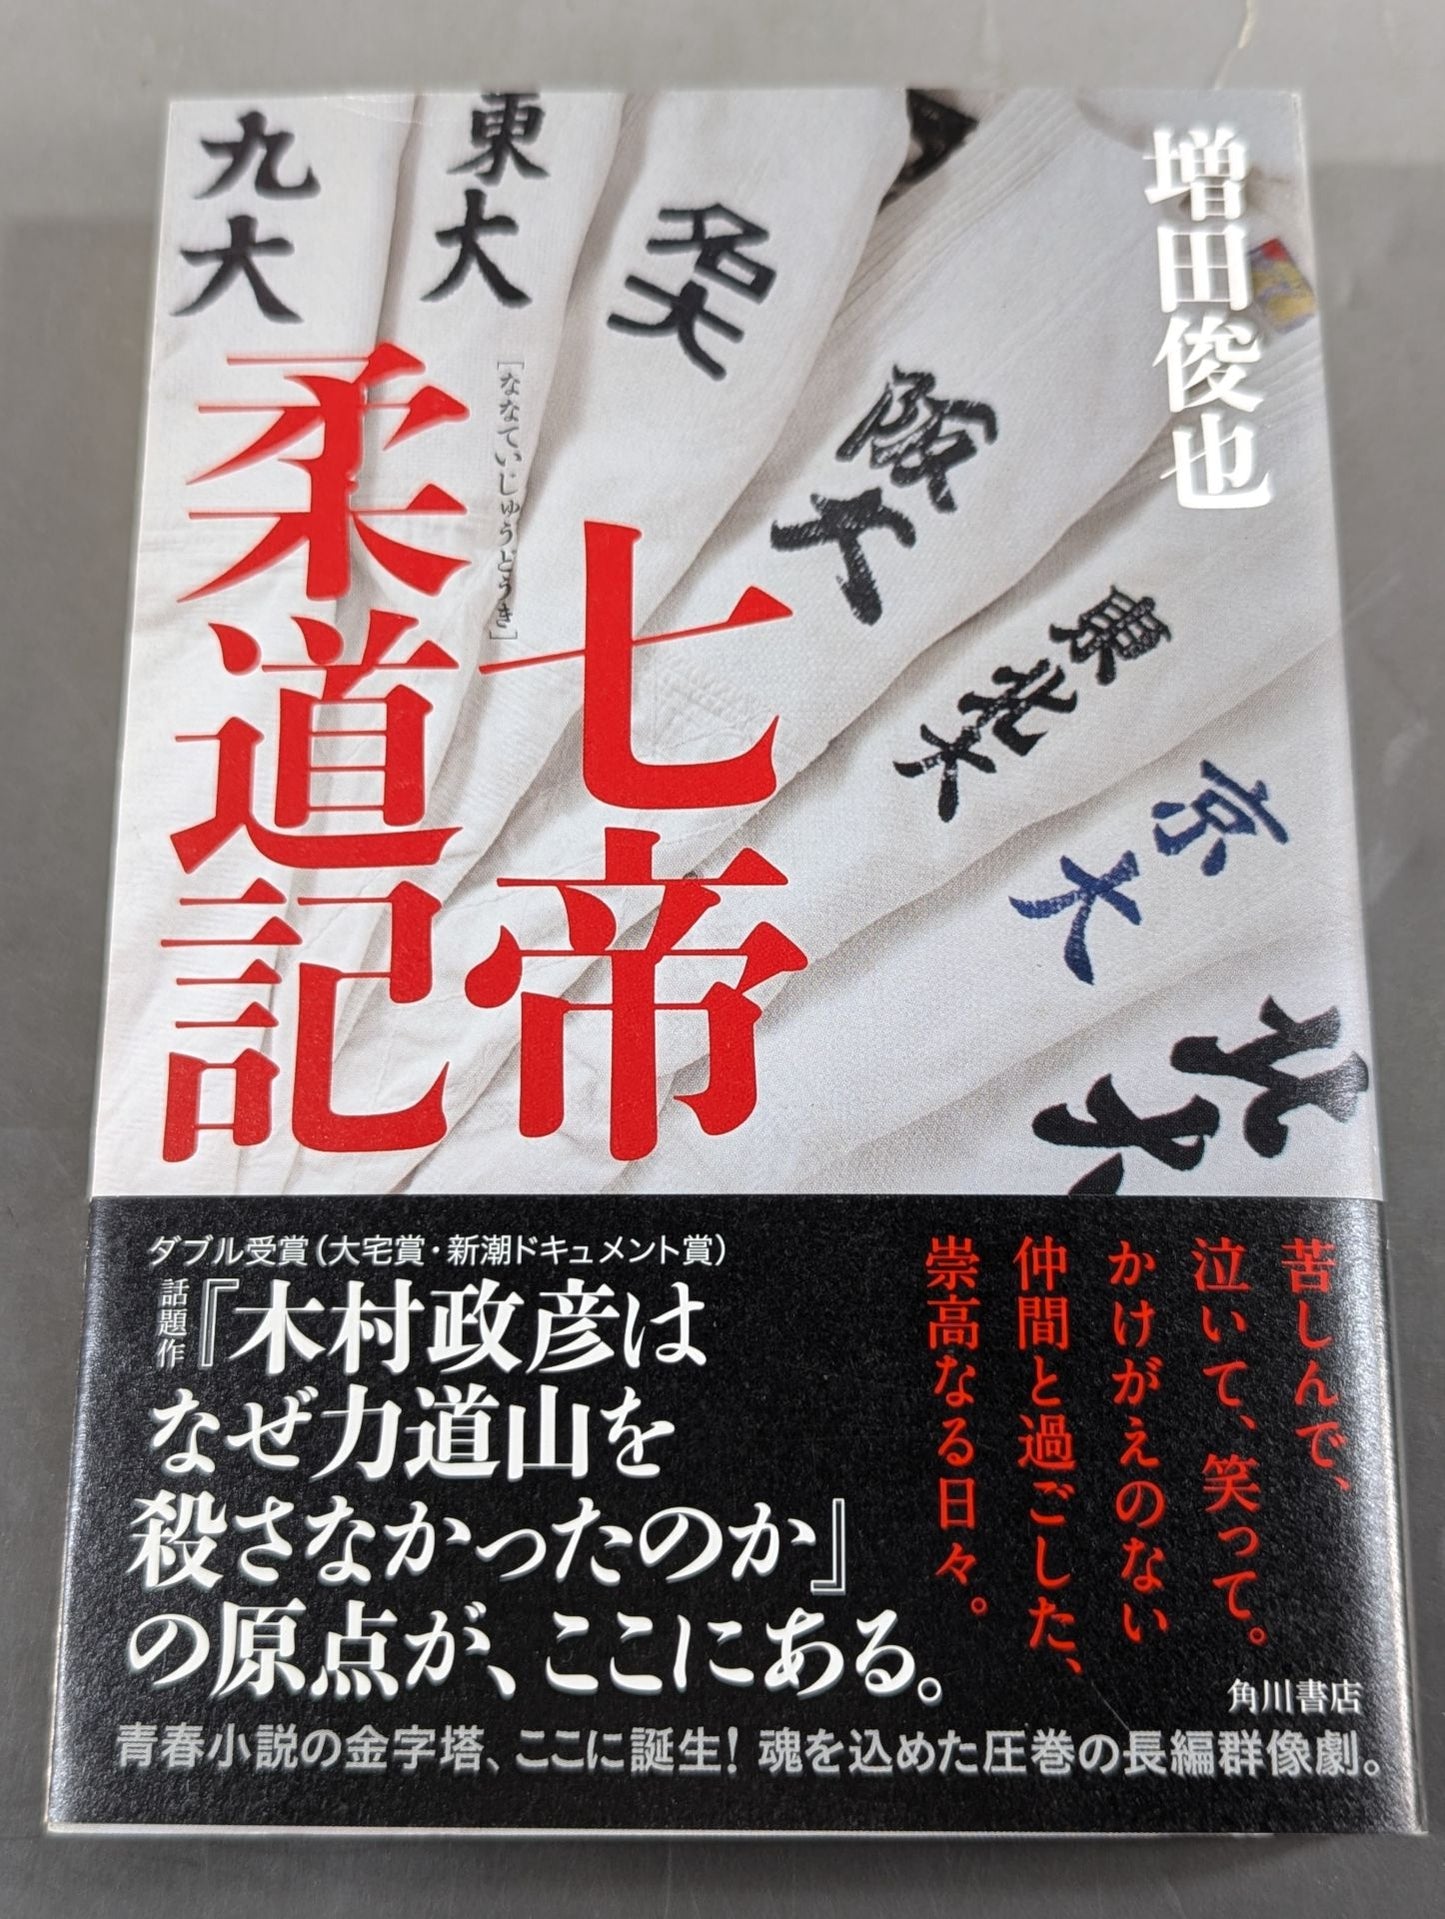 増田俊也
七帝
柔道記
[ななていじゅうどうき]
九大
東大
名大
阪大
東北大
京大
北大
苦しんで、
泣いて、笑って。
かけがえのない
仲間と過ごした、
崇高なる日々。
ダブル受賞（大宅賞・新潮ドキュメント賞）
話題作『木村政彦は
なぜ力道山を
殺さなかったのか』
の原点が、ここにある。
角川書店
青春小説の金字塔、ここに誕生！ 魂を込めた圧巻の長編群像劇。